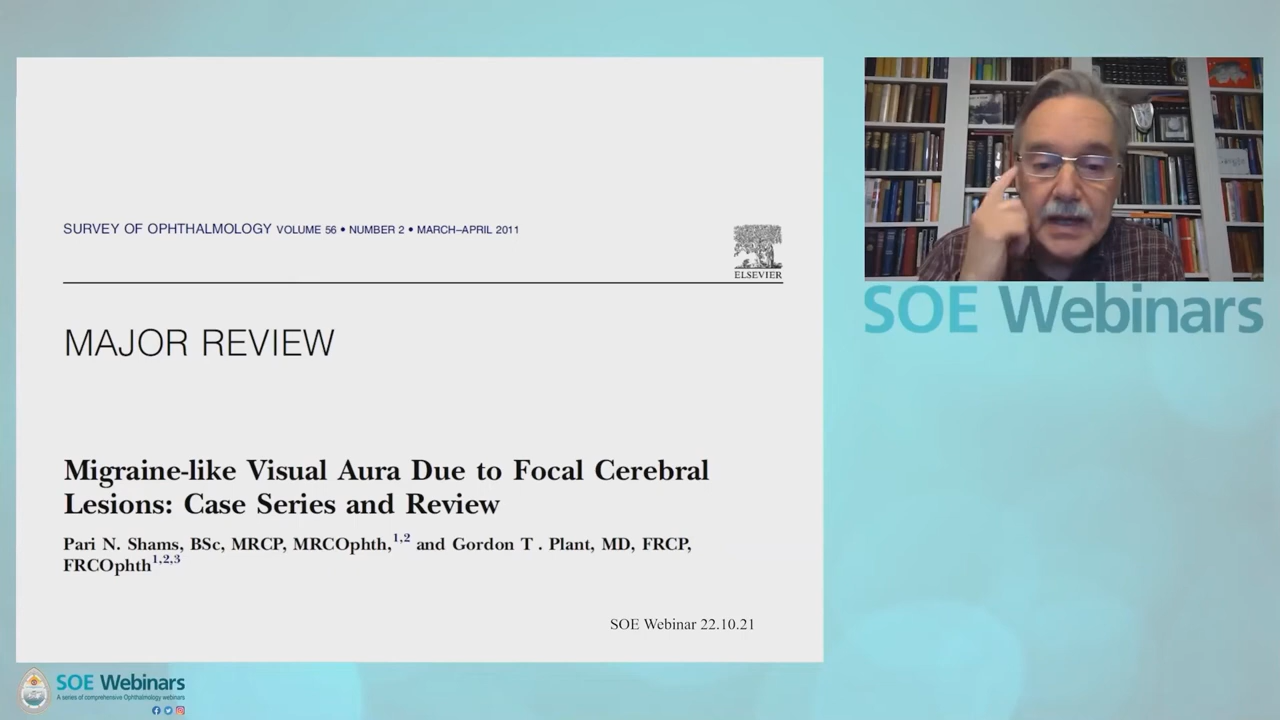 SURVEY OF OPHTHALMOLOGY VOLUME 56 • NUMBER 2 • MARCH–APRIL 2011
ELSEVIER
MAJOR REVIEW
Migraine-like Visual Aura Due to Focal Cerebral
Lesions: Case Series and Review
Pari N. Shams, BSc, MRCP, MRCOphth,1,2 and Gordon T . Plant, MD, FRCP,
FRCOphth1,2,3
SOE Webinar 22.10.21
SOE Webinars
SOE Webinars
A series of comprehensive Ophthalmology webinars